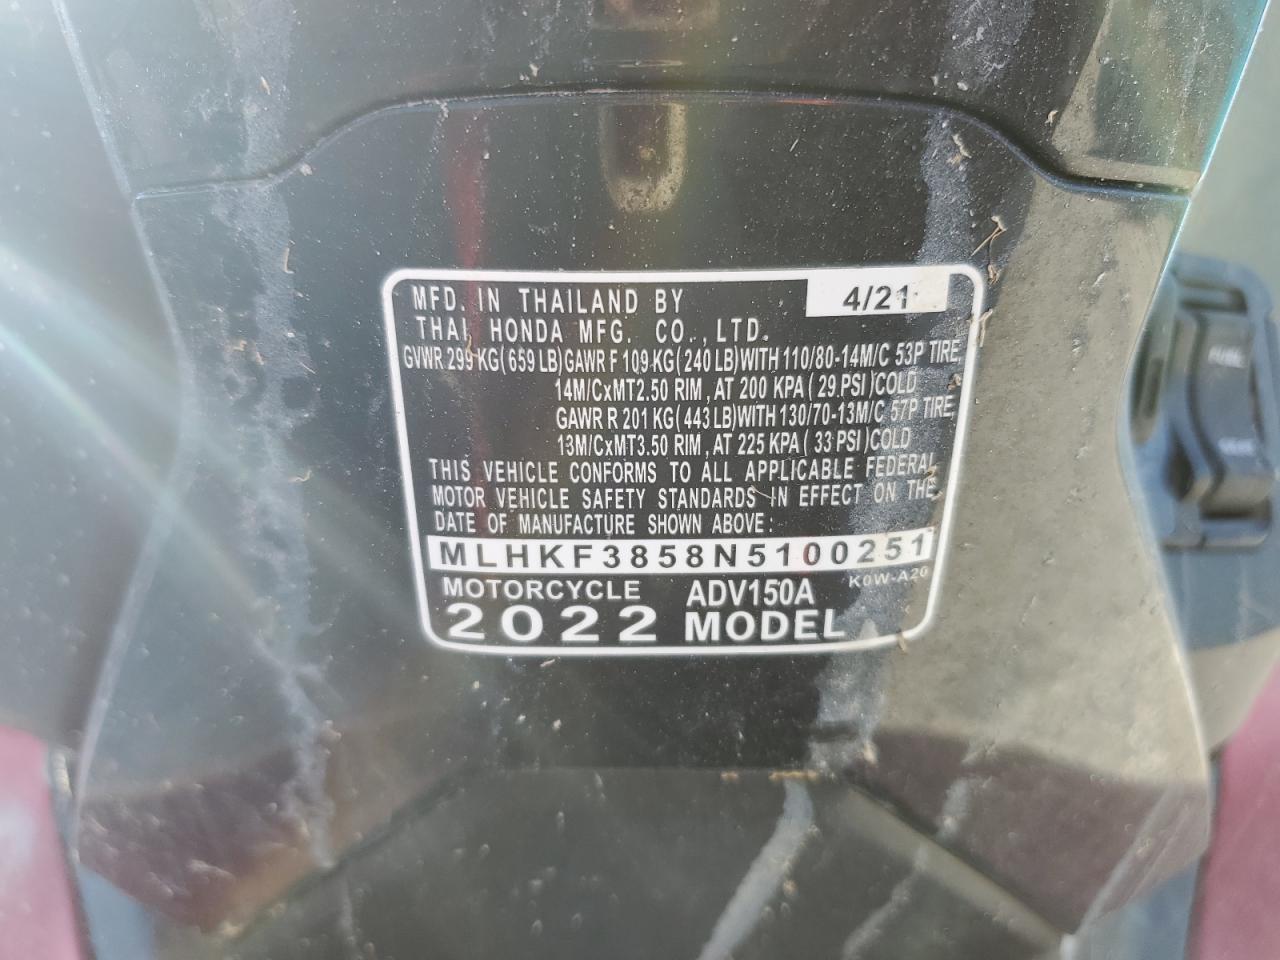 MFD. IN THAILAND BY 4/21
THAI HONDA MFG. CO., LTD.
GVWR 299 KG(659 LB)GAWR F 109 KG(240 LB)WITH 110/80-14M/C 53P TIRE,
14M/CxMT2.50 RIM, AT 200 KPA(29 PSI)COLD
GAWR R 201 KG(443 LB)WITH 130/70-13M/C 57P TIRE,
13M/CxMT3.50 RIM, AT 225 KPA(33 PSI)COLD
THIS VEHICLE CONFORMS TO ALL APPLICABLE FEDERAL
MOTOR VEHICLE SAFETY STANDARDS IN EFFECT ON THE
DATE OF MANUFACTURE SHOWN ABOVE:
MLHKF3858N5100251
MOTORCYCLE ADV150A K0W-A20
2022 MODEL
FUEL
SEAT